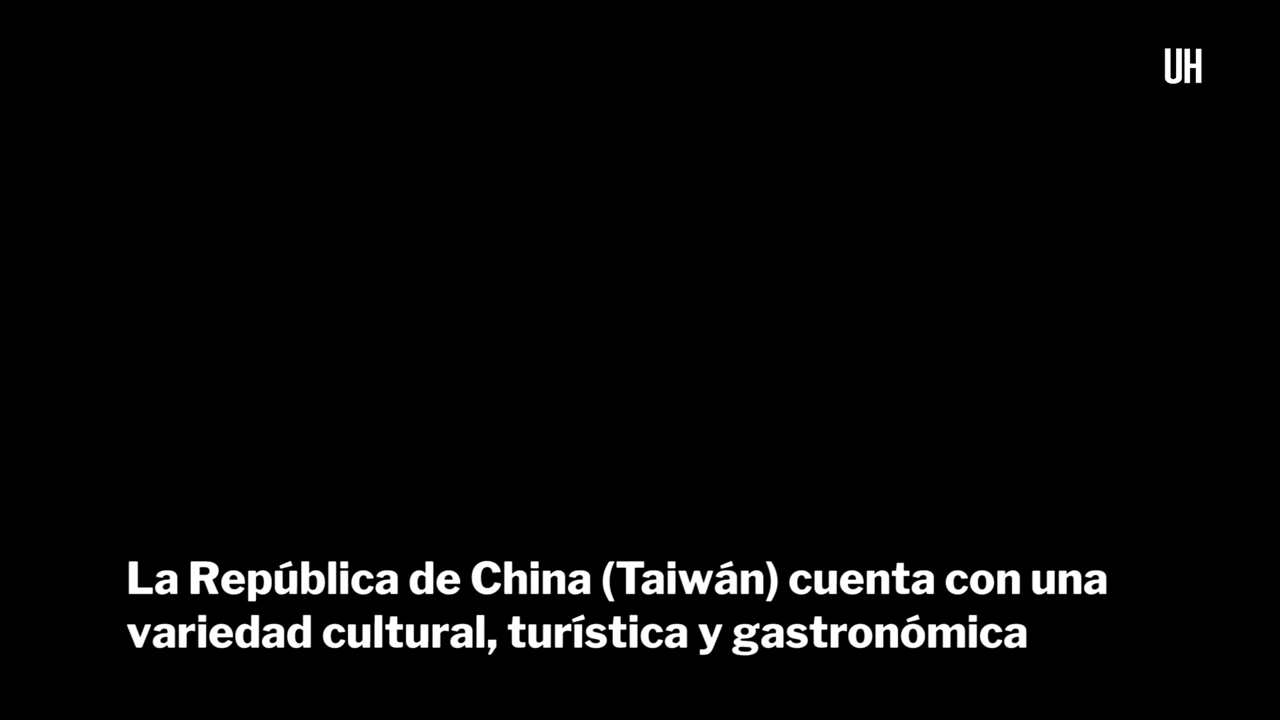 UH
La República de China (Taiwán) cuenta con una
variedad cultural, turística y gastronómica